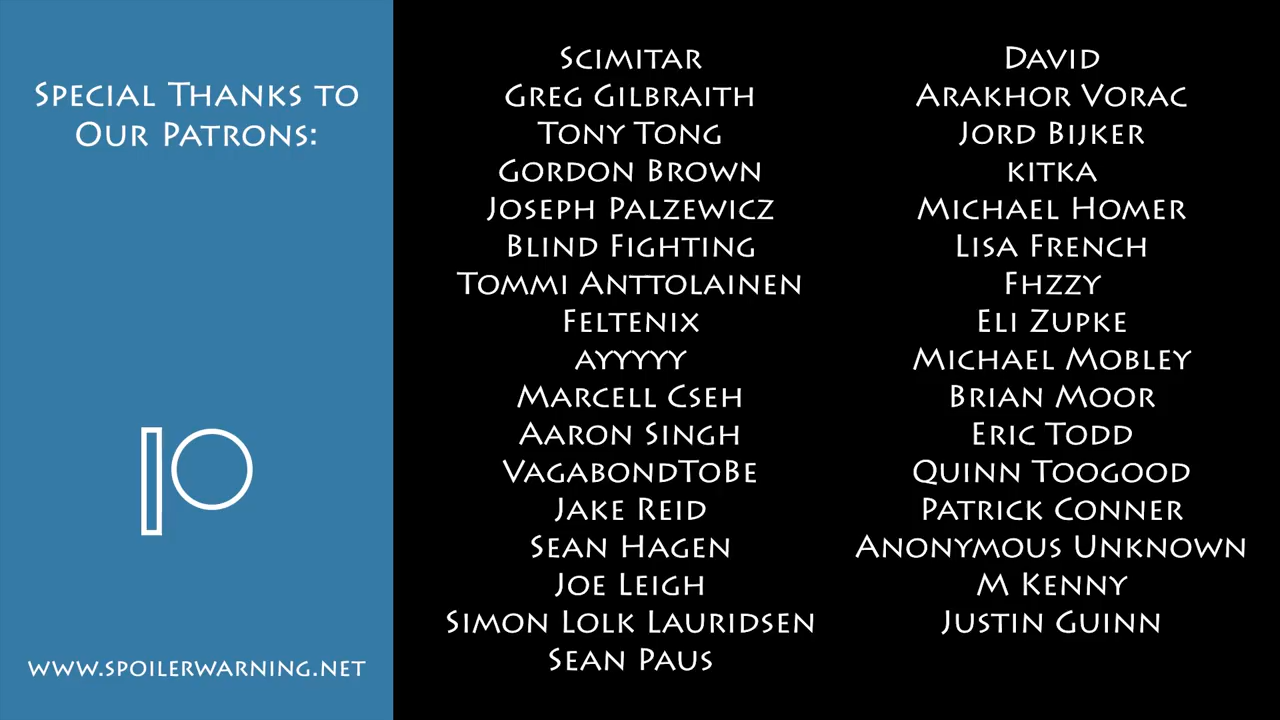 Special Thanks to
Our Patrons:
www.spoilerwarning.net
Scimitar
Greg Gilbraith
Tony Tong
Gordon Brown
Joseph Palzewicz
Blind Fighting
Tommi Anttolainen
Feltenix
ayyyyy
Marcell Cseh
Aaron Singh
VagabondToBe
Jake Reid
Sean Hagen
Joe Leigh
Simon Lolk Lauridsen
Sean Paus
David
Arakhor Vorac
Jord Bijker
kitka
Michael Homer
Lisa French
Fhzzy
Eli Zupke
Michael Mobley
Brian Moor
Eric Todd
Quinn Toogood
Patrick Conner
Anonymous Unknown
M Kenny
Justin Guinn